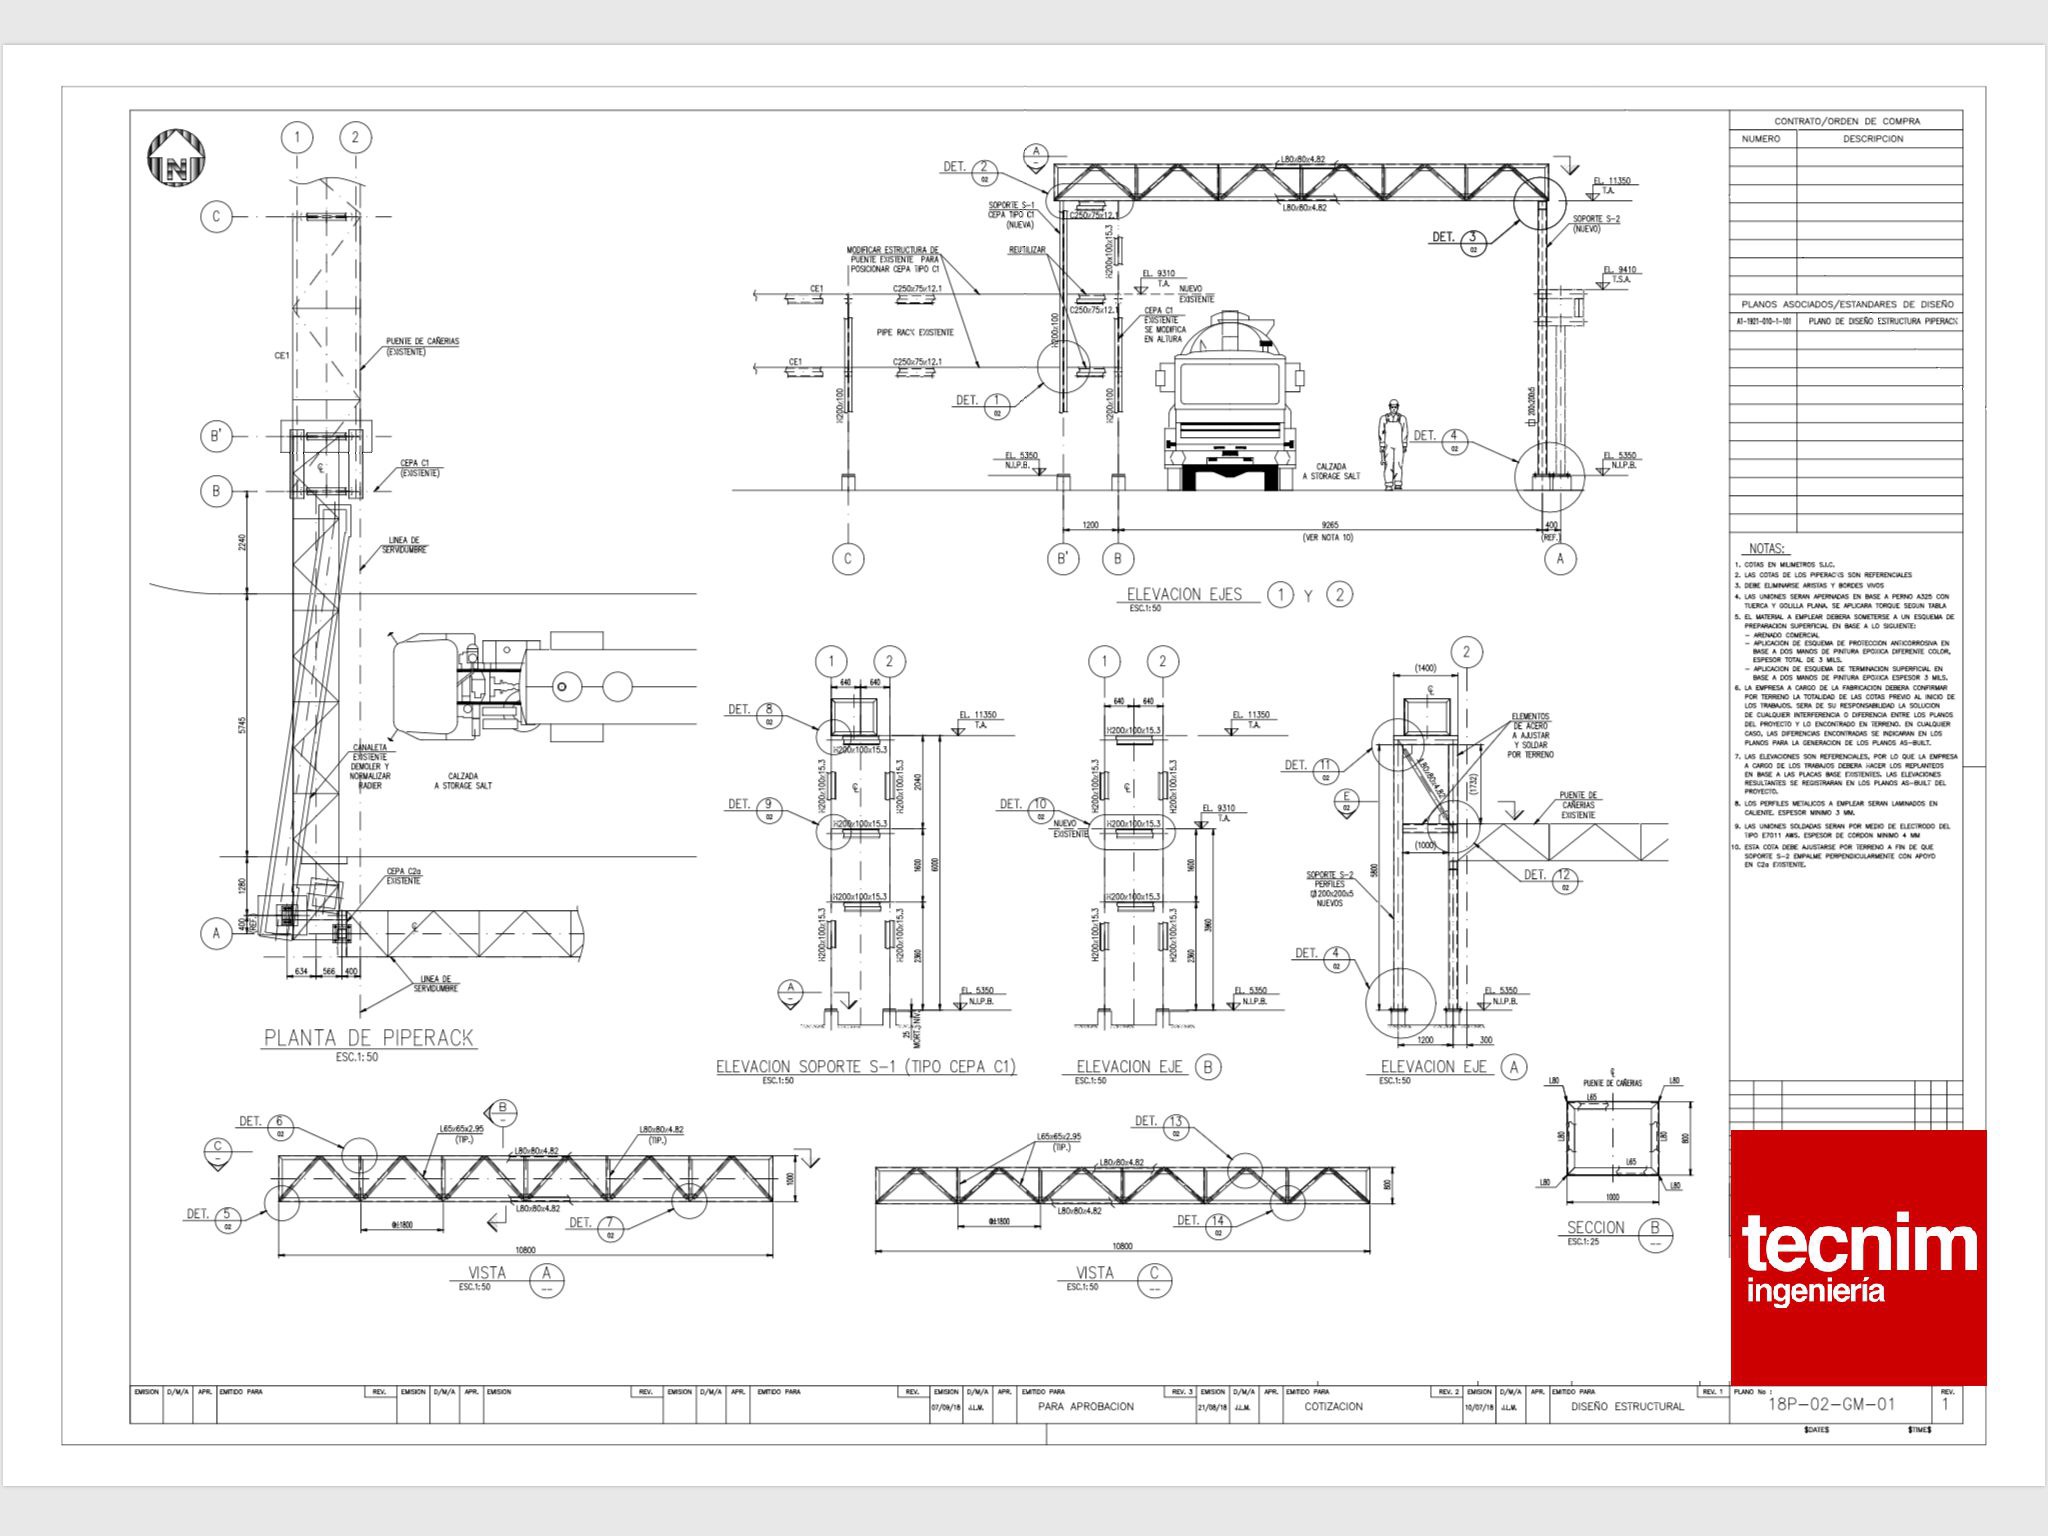 1
2
C
B'
B
A
CE1
PUENTE DE CAÑERIAS
(EXISTENTE)
CEPA C1
(EXISTENTE)
LINEA DE
SERVIDUMBRE
2240
5745
1280
400
(REF.)
CANALETA
EXISTENTE
DEMOLER Y
NORMALIZAR
RADIER
CALZADA
A STORAGE SALT
CEPA C2a
EXISTENTE
634
566
400
LINEA DE
SERVIDUMBRE
PLANTA DE PIPERACK
ESC.1:50
DET. 2
02
A
L80x80x4.82
L80x80x4.82
EL. 11350
T.A.
SOPORTE S-1
CEPA TIPO C1
(NUEVA)
C250x75x12.1
H200x100x15.3
DET. 3
02
SOPORTE S-2
(NUEVO)
MODIFICAR ESTRUCTURA DE
PUENTE EXISTENTE PARA
POSICIONAR CEPA TIPO C1
REUTILIZAR
EL. 9310
T.A.
NUEVO
EXISTENTE
EL. 9410
T.S.A.
CE1
C250x75x12.1
C250x75x12.1
PIPE RACK EXISTENTE
H200x100
CEPA C1
EXISTENTE
SE MODIFICA
EN ALTURA
CE1
C250x75x12.1
H200x100
H200x100
DET. 1
02
200x200x5
DET. 4
02
EL. 5350
N.I.P.B.
CALZADA
A STORAGE SALT
EL. 5350
N.I.P.B.
1200
9265
(VER NOTA 10)
400
(REF.)
C
B'
B
A
ELEVACION EJES 1 Y 2
ESC.1:50
1
2
640
640
DET. 8
02
EL. 11350
T.A.
H200x100x15.3
H200x100x15.3
H200x100x15.3
DET. 9
02
H200x100x15.3
H200x100x15.3
H200x100x15.3
H200x100x15.3
2040
1600
6000
2360
A
EL. 5350
N.I.P.B.
25
MORT. NIV.
ELEVACION SOPORTE S-1 (TIPO CEPA C1)
ESC.1:50
1
2
640
640
EL. 11350
T.A.
H200x100x15.3
H200x100x15.3
H200x100x15.3
DET. 10
02
NUEVO
EXISTENTE
H200x100x15.3
EL. 9310
T.A.
H200x100x15.3
H200x100x15.3
H200x100x15.3
1600
3960
2360
EL. 5350
N.I.P.B.
ELEVACION EJE B
ESC.1:50
2
(1400)
ELEMENTOS
DE ACERO
A AJUSTAR
Y SOLDAR
POR TERRENO
DET. 11
02
L80x80x4.82
(1732)
E
02
PUENTE DE
CAÑERIAS
EXISTENTE
(1000)
5800
SOPORTE S-2
PERFILES
200x200x5
NUEVOS
DET. 12
02
DET. 4
02
EL. 5350
N.I.P.B.
1200
300
ELEVACION EJE A
ESC.1:50
DET. 6
02
C
B
L65x65x2.95
(TIP.)
L80x80x4.82
L80x80x4.82
(TIP.)
1000
DET. 5
02
L80x80x4.82
DET. 7
02
@±1800
10800
VISTA A
ESC.1:50
L65x65x2.95
(TIP.)
L80x80x4.82
DET. 13
02
800
L80x80x4.82
DET. 14
02
@±1800
10800
VISTA C
ESC.1:50
PUENTE DE CAÑERIAS
L80
L80
L65
L80
L80
800
L65
L80
L80
1000
SECCION B
ESC.1:25
CONTRATO/ORDEN DE COMPRA
NUMERO
DESCRIPCION
PLANOS ASOCIADOS/ESTANDARES DE DISEÑO
A1-1921-010-1-101
PLANO DE DISEÑO ESTRUCTURA PIPERACK
NOTAS:
1. COTAS EN MILIMETROS S.I.C.
2. LAS COTAS DE LOS PIPERACKS SON REFERENCIALES
3. DEBE ELIMINARSE ARISTAS Y BORDES VIVOS
4. LAS UNIONES SERAN APERNADAS EN BASE A PERNO A325 CON
TUERCA Y GOLILLA PLANA. SE APLICARA TORQUE SEGUN TABLA
5. EL MATERIAL A EMPLEAR DEBERA SOMETERSE A UN ESQUEMA DE
PREPARACION SUPERFICIAL EN BASE A LO SIGUIENTE:
- ARENADO COMERCIAL
- APLICACION DE ESQUEMA DE PROTECCION ANTICORROSIVA EN
BASE A DOS MANOS DE PINTURA EPOXICA DIFERENTE COLOR,
ESPESOR TOTAL DE 3 MILS.
- APLICACION DE ESQUEMA DE TERMINACION SUPERFICIAL EN
BASE A DOS MANOS DE PINTURA EPOXICA ESPESOR 3 MILS.
6. LA EMPRESA A CARGO DE LA FABRICACION DEBERA CONFIRMAR
POR TERRENO LA TOTALIDAD DE LAS COTAS PREVIO AL INICIO DE
LOS TRABAJOS. SERA DE SU RESPONSABILIDAD LA SOLUCION
DE CUALQUIER INTERFERENCIA O DIFERENCIA ENTRE LOS PLANOS
DEL PROYECTO Y LO ENCONTRADO EN TERRENO. EN CUALQUIER
CASO, LAS DIFERENCIAS ENCONTRADAS SE INDICARAN EN LOS
PLANOS PARA LA GENERACION DE LOS PLANOS AS-BUILT.
7. LAS ELEVACIONES SON REFERENCIALES, POR LO QUE LA EMPRESA
A CARGO DE LOS TRABAJOS DEBERA HACER LOS REPLANTEOS
EN BASE A LAS PLACAS BASE EXISTENTES. LAS ELEVACIONES
RESULTANTES SE REGISTRARAN EN LOS PLANOS AS-BUILT DEL
PROYECTO.
8. LOS PERFILES METALICOS A EMPLEAR SERAN LAMINADOS EN
CALIENTE. ESPESOR MINIMO 3 MM.
9. LAS UNIONES SOLDADAS SERAN POR MEDIO DE ELECTRODO DEL
TIPO E7011 AWS. ESPESOR DE CORDON MINIMO 4 MM
10. ESTA COTA DEBE AJUSTARSE POR TERRENO A FIN DE QUE
SOPORTE S-2 EMPALME PERPENDICULARMENTE CON APOYO
EN C2a EXISTENTE.
tecnim
ingeniería
EMISION D/M/A APR. EMITIDO PARA REV. EMISION D/M/A APR. EMISION REV. EMISION D/M/A APR. EMITIDO PARA REV. EMISION D/M/A APR. EMITIDO PARA REV. 3 EMISION D/M/A APR. EMITIDO PARA REV. 2 EMISION D/M/A APR. EMITIDO PARA REV. 1 PLANO No : REV.
07/09/18 J.L.M. PARA APROBACION 21/08/18 J.L.M. COTIZACION 10/07/18 J.L.M. DISEÑO ESTRUCTURAL 18P-02-GM-01 1
$DATE$ $TIME$